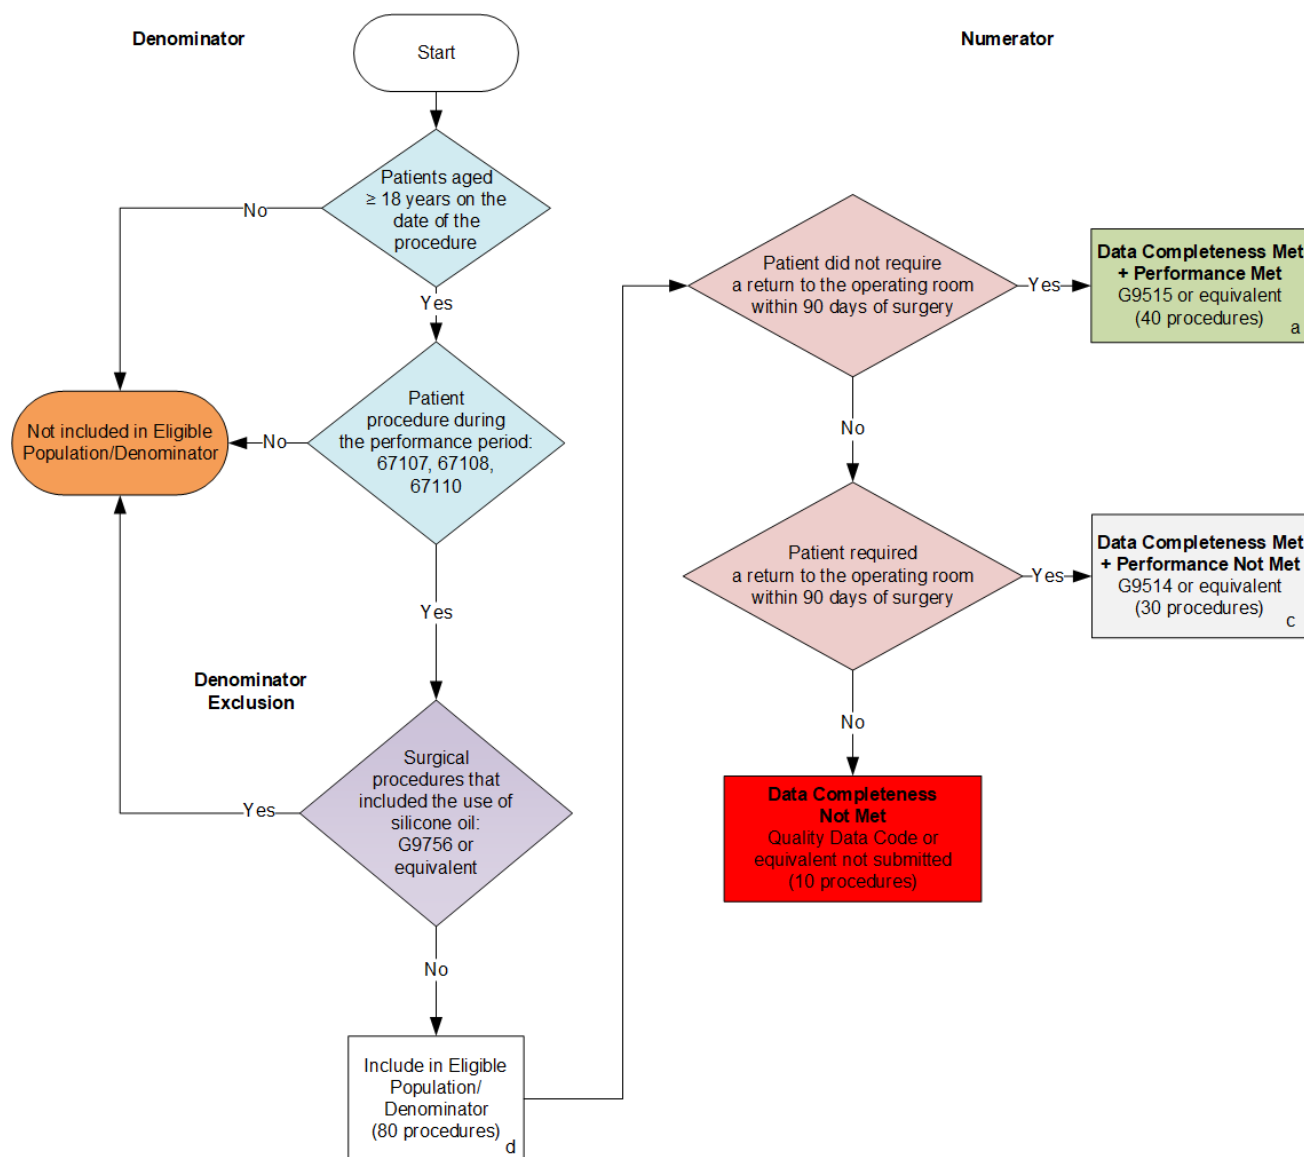 Denominator
Numerator
Start
Patients aged
≥ 18 years on the
date of the
procedure
No
Yes
Patient
procedure during
the performance period:
67107, 67108,
67110
No
Not included in Eligible
Population/Denominator
Yes
Denominator
Exclusion
Surgical
procedures that
included the use of
silicone oil:
G9756 or
equivalent
Yes
No
Include in Eligible
Population/
Denominator
(80 procedures)
d
Patient did not require
a return to the operating room
within 90 days of surgery
Yes
Data Completeness Met
+ Performance Met
G9515 or equivalent
(40 procedures)
a
No
Patient required
a return to the operating room
within 90 days of surgery
Yes
Data Completeness Met
+ Performance Not Met
G9514 or equivalent
(30 procedures)
c
No
Data Completeness
Not Met
Quality Data Code or
equivalent not submitted
(10 procedures)